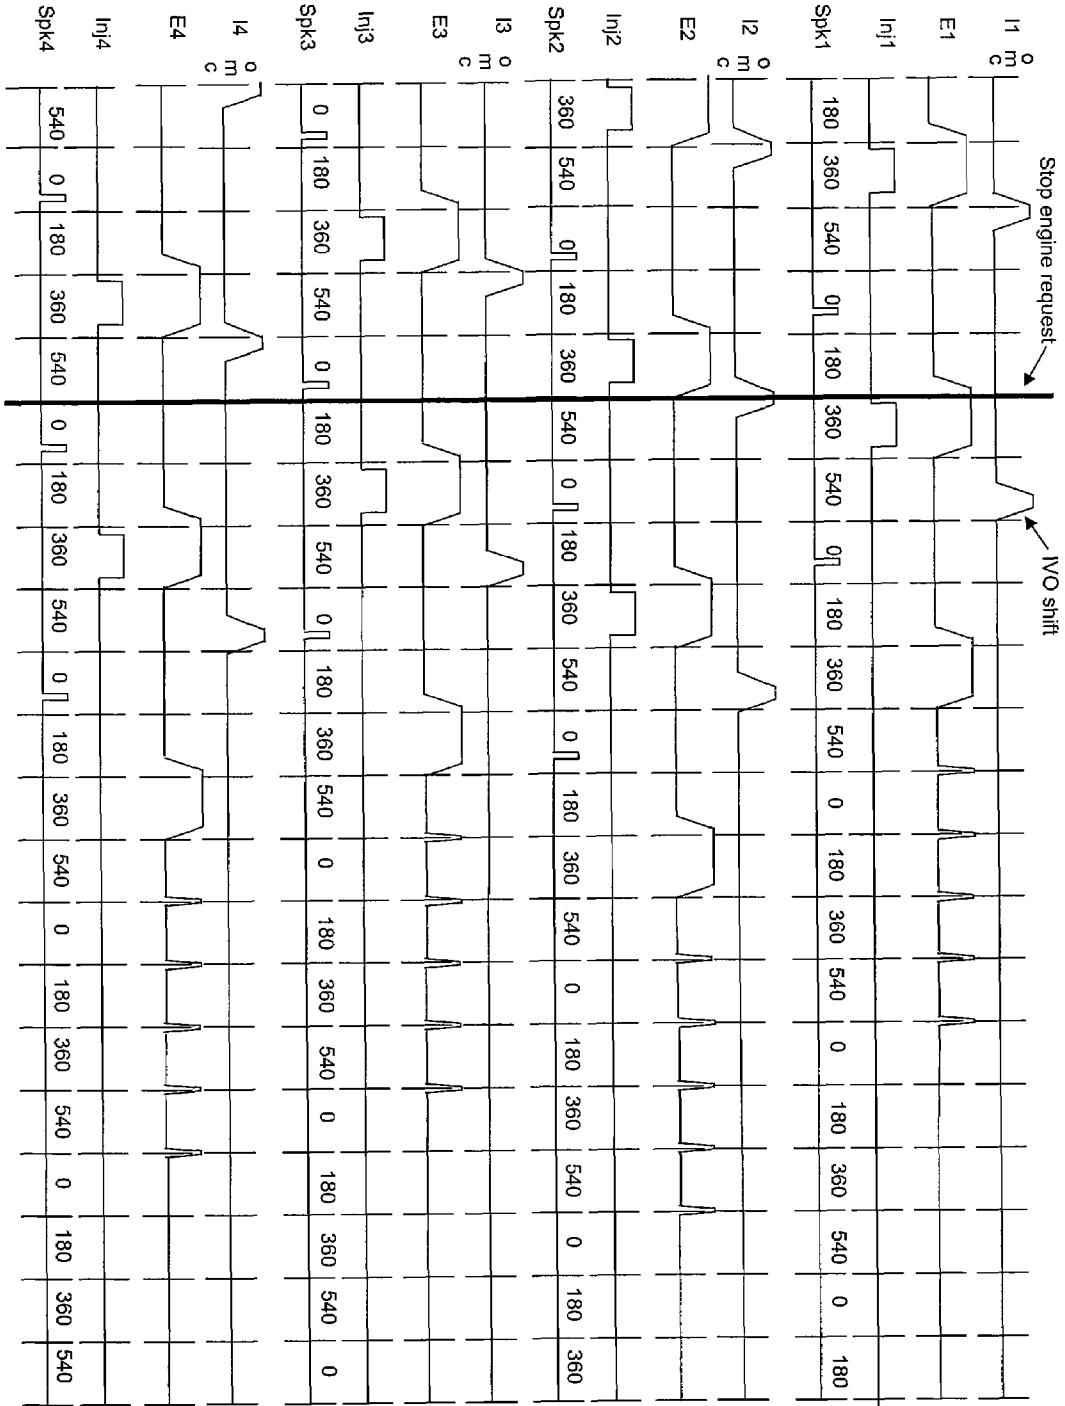 Stop engine request
IVO shift
o
I1 m
c
E1
Inj1
180 360 540 0 180 360 540 0 180 360 540 0 180 360 540 0 180 360 540 0 180
Spk1
o
I2 m
c
E2
Inj2
360 540 0 180 360 540 0 180 360 540 0 180 360 540 0 180 360 540 0 180 360
Spk2
o
I3 m
c
E3
Inj3
0 180 360 540 0 180 360 540 0 180 360 540 0 180 360 540 0 180 360 540 0
Spk3
o
I4 m
c
E4
Inj4
540 0 180 360 540 0 180 360 540 0 180 360 540 0 180 360 540 0 180 360 540
Spk4